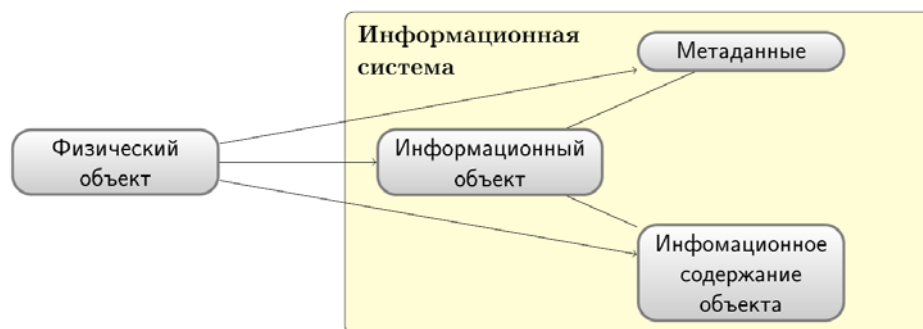 Информационная
система
Метаданные
Физический
объект
Информационный
объект
Инфомационное
содержание
объекта